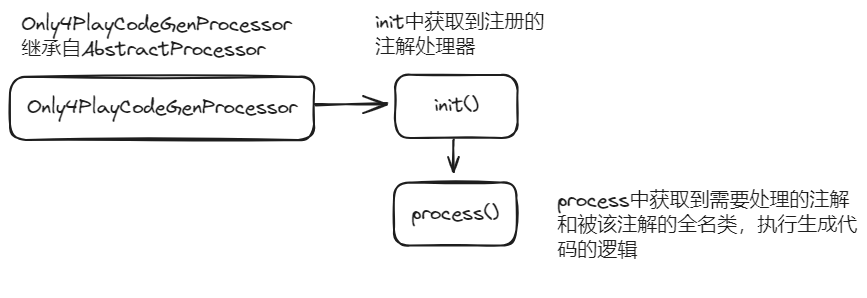 Only4PlayCodeGenProcessor
继承自AbstractProcessor
init中获取到注册的
注解处理器
Only4PlayCodeGenProcessor
init()
process()
process中获取到需要处理的注解
和被该注解的全名类，执行生成代
码的逻辑